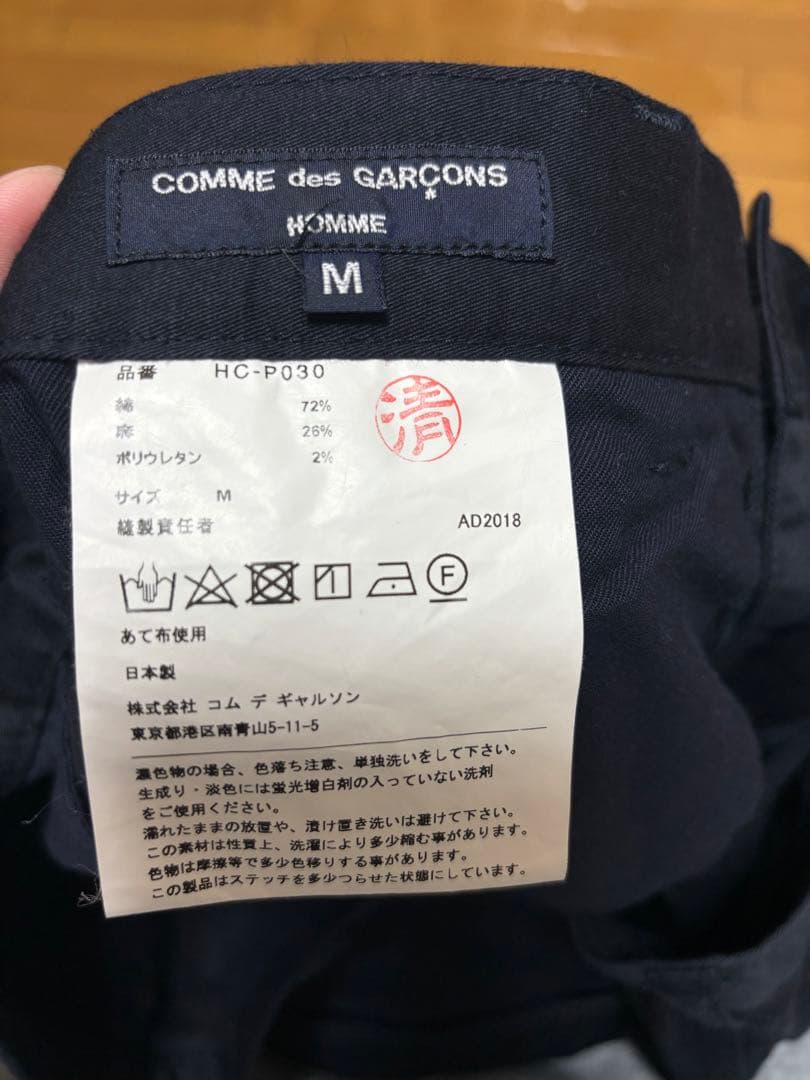 COMME des GARÇONS
HOMME
M
品番 HC-P030
綿 72%
麻 26%
ポリウレタン 2%
清
サイズ M
縫製責任者 AD2018
F
あて布使用
日本製
株式会社 コム デ ギャルソン
東京都港区南青山5-11-5
濃色物の場合、色落ち注意、単独洗いをして下さい。
生成り・淡色には蛍光増白剤の入っていない洗剤
をご使用ください。
濡れたままの放置や、漬け置き洗いは避けて下さい。
この素材は性質上、洗濯により多少縮む事があります。
色物は摩擦等で多少色移りする事があります。
この製品はステッチを多少つらせた状態にしています。